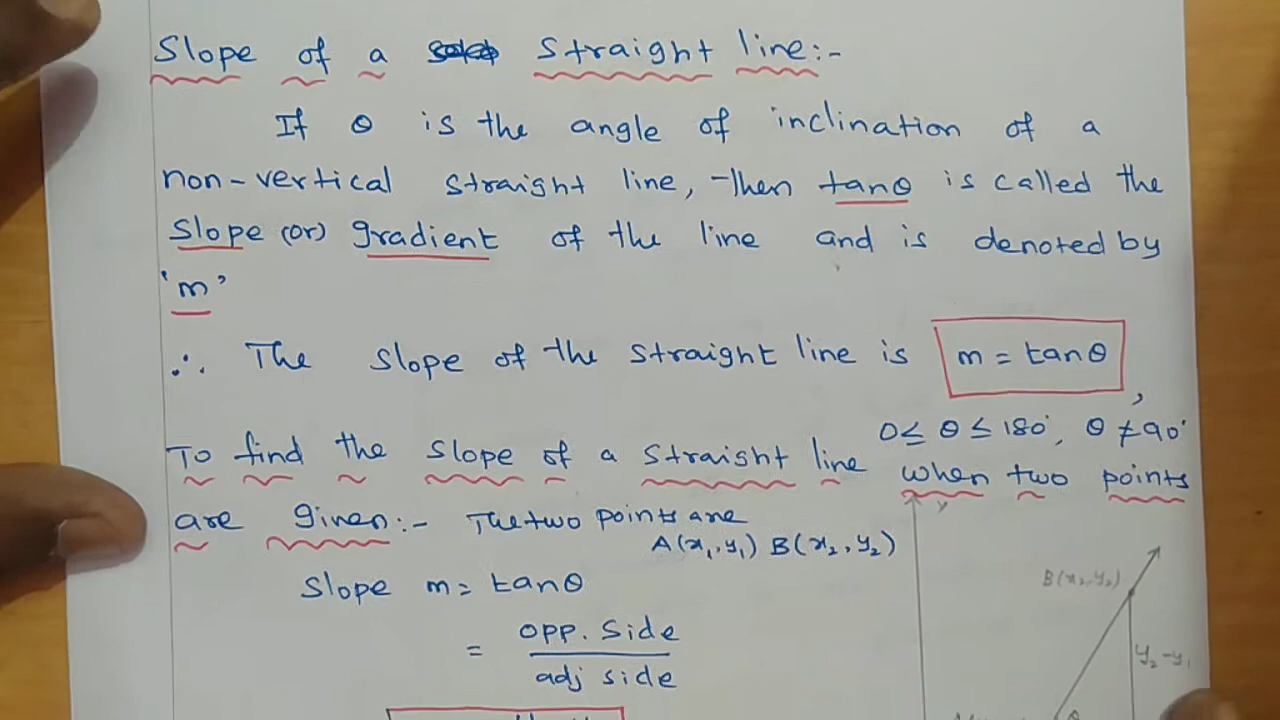 Slope of a straight line:-
If θ is the angle of inclination of a
non-vertical straight line, then tanθ is called the
slope (or) gradient of the line and is denoted by
'm'
∴ The slope of the straight line is m = tanθ,
0 ≤ θ ≤ 180°, θ ≠ 90°
To find the slope of a straight line when two points
are given:- The two points are
A(x₁, y₁) B(x₂, y₂)
Slope m = tanθ
= opp. side / adj side
y
B(x₂, y₂)
y₂ - y₁
θ